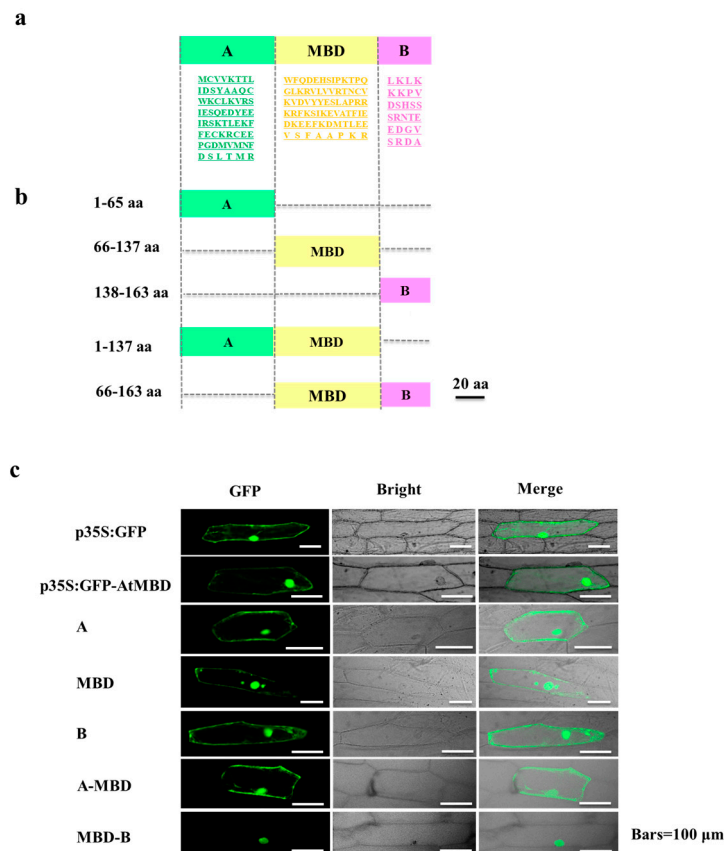 a
A MBD B
MCVVKTTL
IDSYAAQC
WKCLKVRS
IESQEDYEE
IRSKTLEKF
FECKRCEE
PGDMVMNF
DSLTMR
WFQDEHSIPKTPQ
GLKRVLVVRTNCV
KVDVYYESLAPRR
KRFKSIKEVATFIE
DKEEFKDMTLEE
VSFAAPKR
LKLK
KKPV
DSHSS
SRNTE
EDGV
SRDA
b
1-65 aa A
66-137 aa MBD
138-163 aa B
1-137 aa A MBD
66-163 aa MBD B 20 aa
c
GFP Bright Merge
p35S:GFP
p35S:GFP-AtMBD
A
MBD
B
A-MBD
MBD-B Bars=100 μm